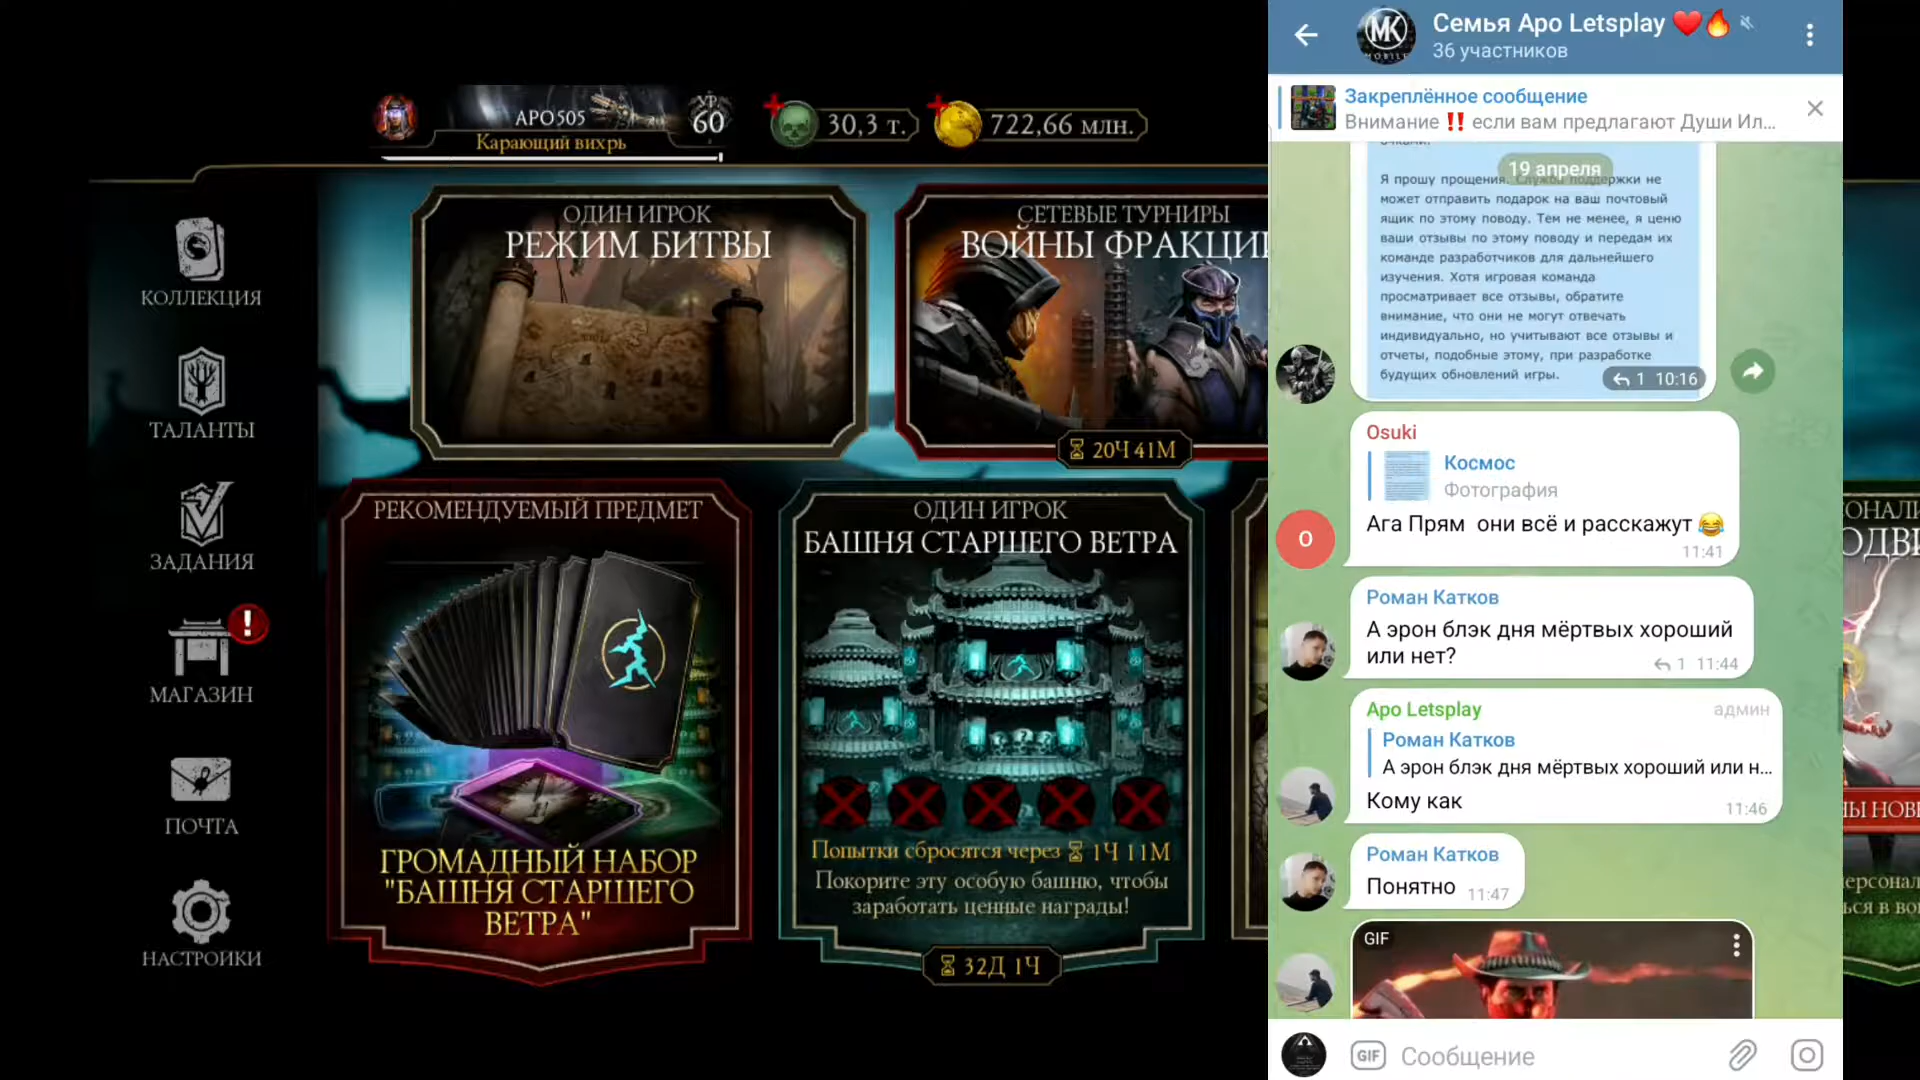 АРО505
Карающий вихрь
УР.
60
30,3 т.
722,66 млн.
КОЛЛЕКЦИЯ
ТАЛАНТЫ
ЗАДАНИЯ
МАГАЗИН
ПОЧТА
НАСТРОЙКИ
ОДИН ИГРОК
РЕЖИМ БИТВЫ
СЕТЕВЫЕ ТУРНИРЫ
ВОЙНЫ ФРАКЦИ
20Ч 41М
РЕКОМЕНДУЕМЫЙ ПРЕДМЕТ
ГРОМАДНЫЙ НАБОР
"БАШНЯ СТАРШЕГО
ВЕТРА"
ОДИН ИГРОК
БАШНЯ СТАРШЕГО ВЕТРА
Попытки сбросятся через 1Ч 11М
Покорите эту особую башню, чтобы
заработать ценные награды!
32Д 1Ч
Семья Apo Letsplay ❤️🔥
36 участников
Закреплённое сообщение
Внимание ‼️ если вам предлагают Души Ил...
19 апреля
Я прошу прощения. Служба поддержки не
может отправить подарок на ваш почтовый
ящик по этому поводу. Тем не менее, я ценю
ваши отзывы по этому поводу и передам их
команде разработчиков для дальнейшего
изучения. Хотя игровая команда
просматривает все отзывы, обратите
внимание, что они не могут отвечать
индивидуально, но учитывают все отзывы и
отчеты, подобные этому, при разработке
будущих обновлений игры.
1 10:16
Osuki
Космос
Фотография
Ага Прям они всё и расскажут 😂
11:41
O
Роман Катков
А эрон блэк дня мёртвых хороший
или нет?
1 11:44
Apo Letsplay
админ
Роман Катков
А эрон блэк дня мёртвых хороший или н...
Кому как
11:46
Роман Катков
Понятно
11:47
GIF
GIF
Сообщение